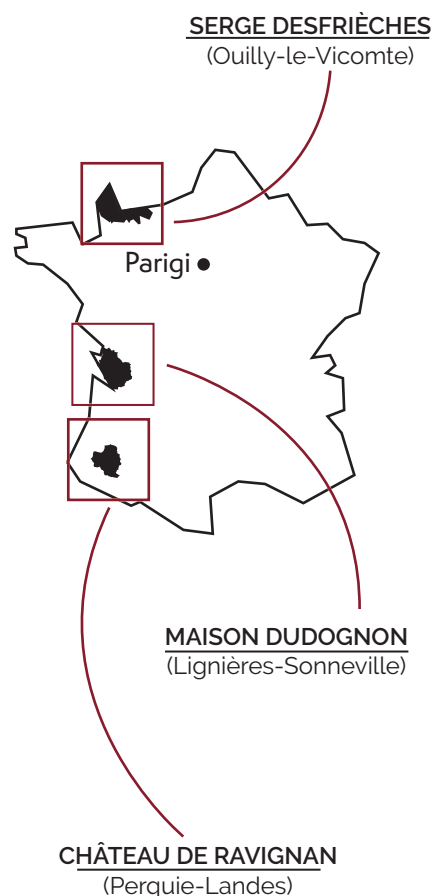 SERGE DESFRIÈCHES
(Ouilly-le-Vicomte)
Parigi
MAISON DUDOGNON
(Lignières-Sonneville)
CHÂTEAU DE RAVIGNAN
(Perquie-Landes)